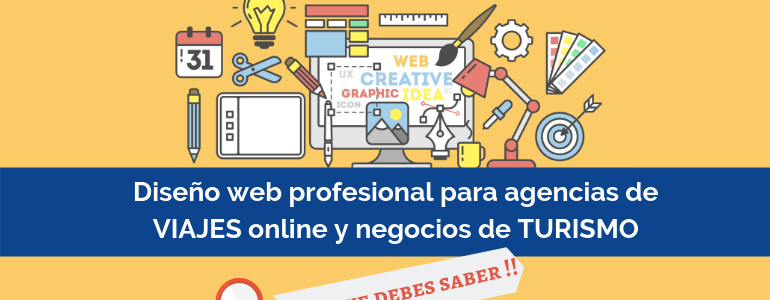 31
WEB
UX CREATIVE
GRAPHIC IDEA
ICON
Diseño web profesional para agencias de
VIAJES online y negocios de TURISMO
DEBES SABER !!